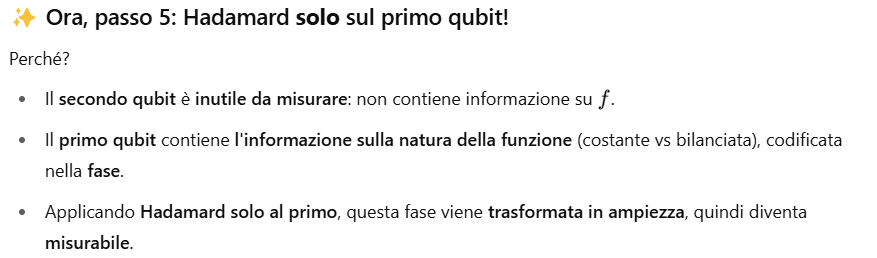 ✨ Ora, passo 5: Hadamard solo sul primo qubit!
Perché?
• Il secondo qubit è inutile da misurare: non contiene informazione su f.
• Il primo qubit contiene l'informazione sulla natura della funzione (costante vs bilanciata), codificata
nella fase.
• Applicando Hadamard solo al primo, questa fase viene trasformata in ampiezza, quindi diventa
misurabile.